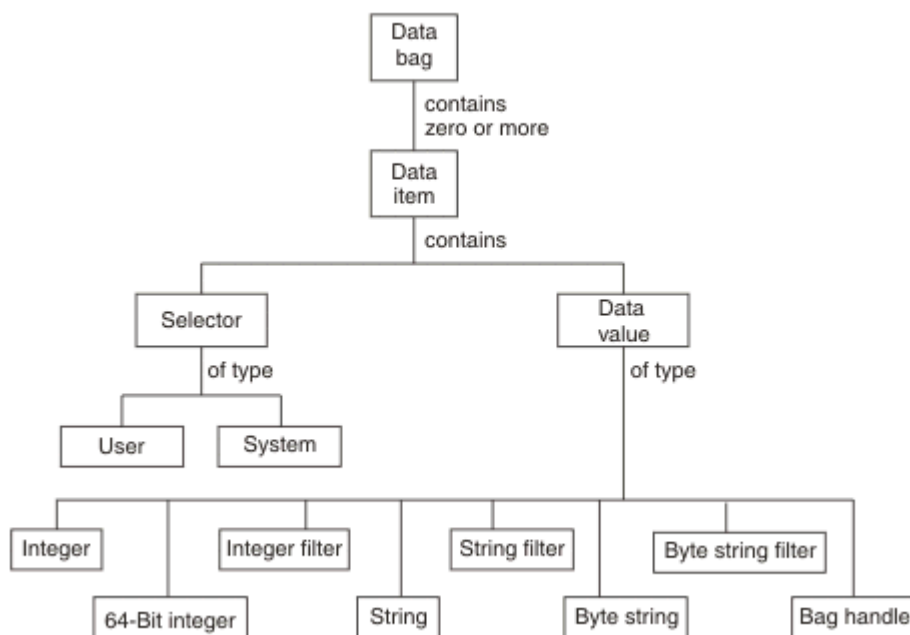 Data
bag
contains
zero or more
Data
item
contains
Selector
Data
value
of type
of type
User
System
Integer
Integer filter
String filter
Byte string filter
64-Bit integer
String
Byte string
Bag handle